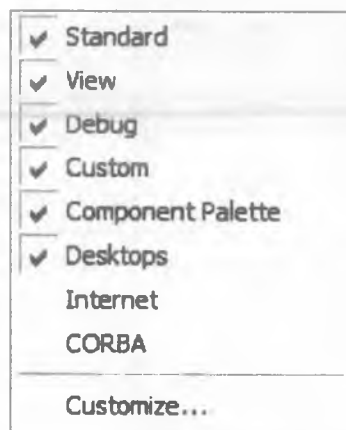 Standard
View
Debug
Custom
Component Palette
Desktops
Internet
CORBA
Customize...